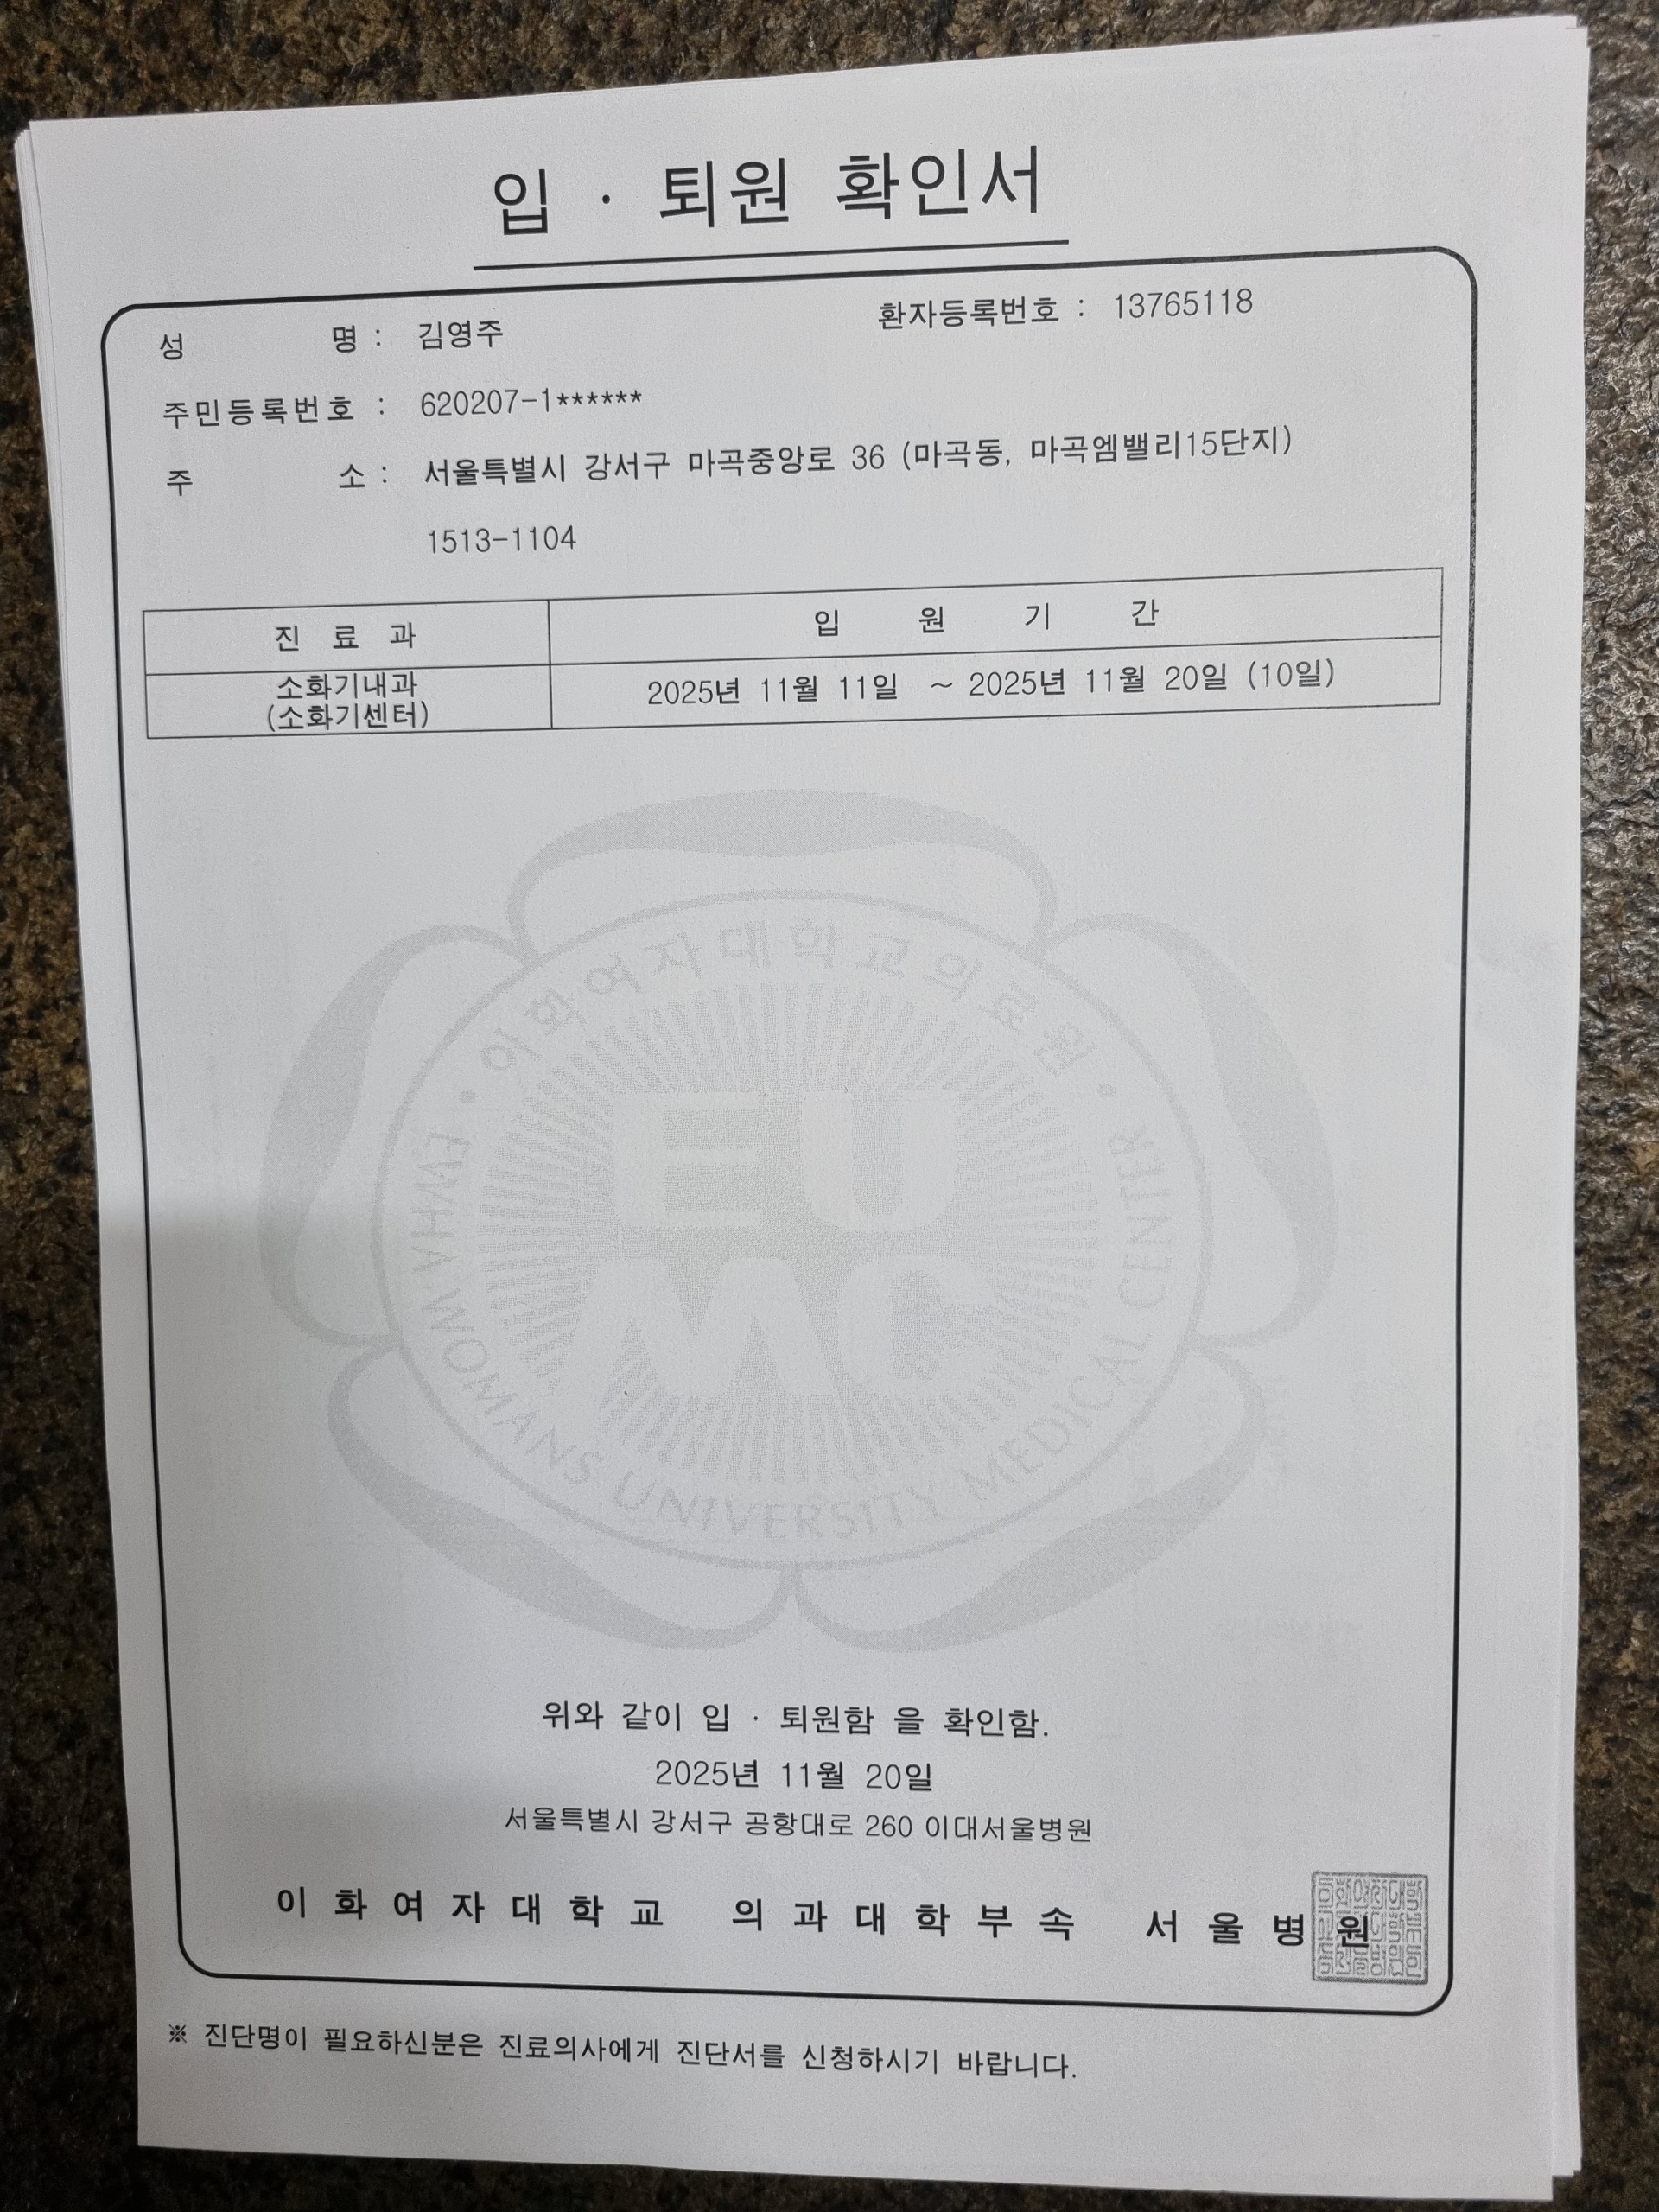 입 · 퇴원 확인서
성 명 : 김영주 환자등록번호 : 13765118
주민등록번호 : 620207-1******
주 소 : 서울특별시 강서구 마곡중앙로 36 (마곡동, 마곡엠밸리15단지)
1513-1104
진 료 과 입 원 기 간
소화기내과
(소화기센터) 2025년 11월 11일 ~ 2025년 11월 20일 (10일)
• 이화여자대학교의료원 •
EU
MC
EWHA WOMANS UNIVERSITY MEDICAL CENTER
위와 같이 입 · 퇴원함 을 확인함.
2025년 11월 20일
서울특별시 강서구 공항대로 260 이대서울병원
이 화 여 자 대 학 교 의 과 대 학 부 속 서 울 병 원
※ 진단명이 필요하신분은 진료의사에게 진단서를 신청하시기 바랍니다.